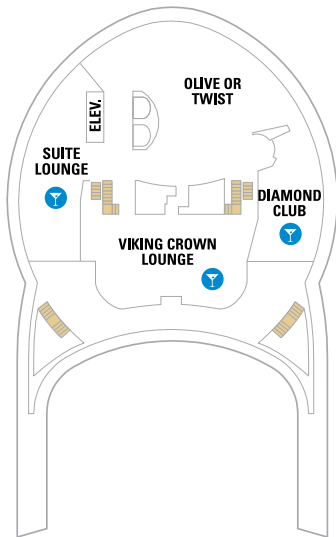 OLIVE OR
TWIST
ELEV.
SUITE
LOUNGE
DIAMOND
CLUB
VIKING CROWN
LOUNGE